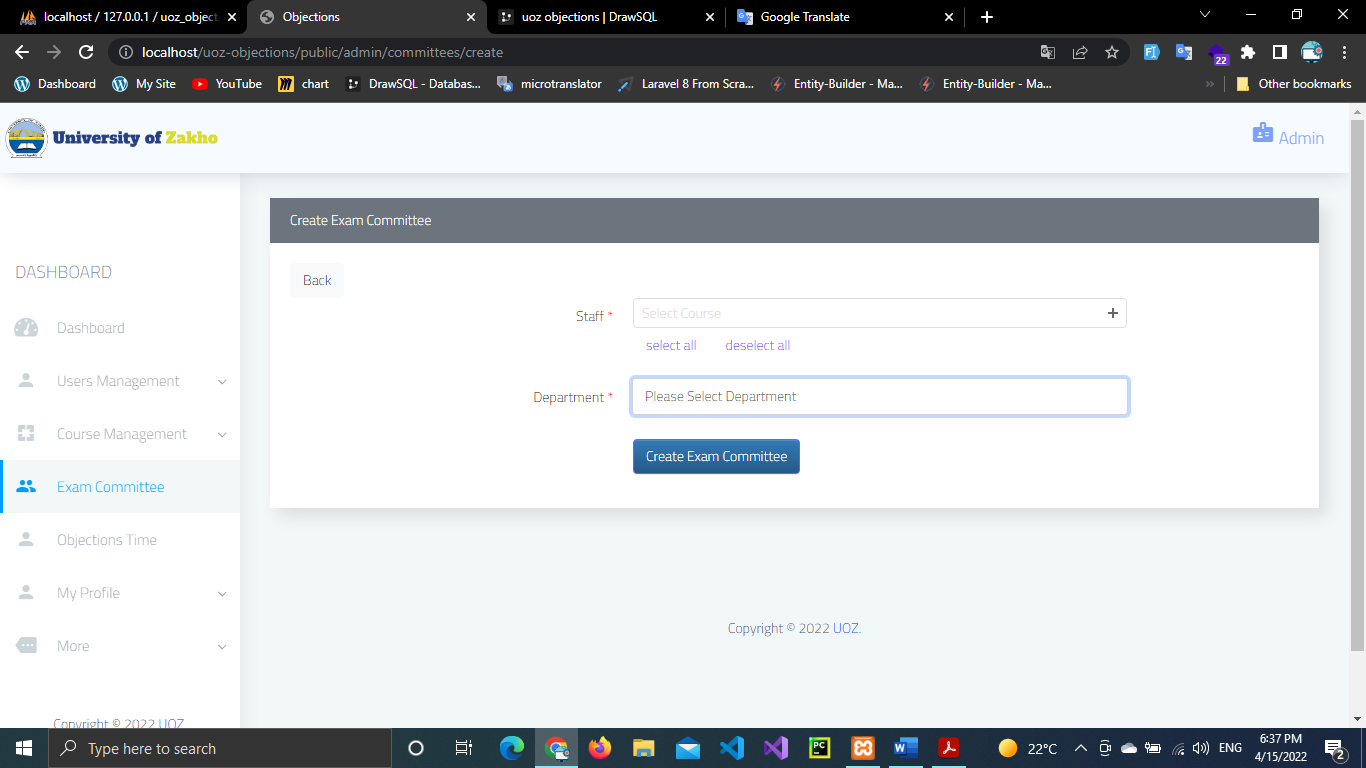 localhost / 127.0.0.1 / uoz_object
Objections
uoz objections | DrawSQL
Google Translate
localhost/uoz-objections/public/admin/committees/create
22
Dashboard
My Site
YouTube
chart
DrawSQL - Databas...
microtranslator
Laravel 8 From Scra...
Entity-Builder - Ma...
Entity-Builder - Ma...
»
Other bookmarks
University of Zakho
Admin
DASHBOARD
Dashboard
Users Management
Course Management
Exam Committee
Objections Time
My Profile
More
Copyright © 2022 UOZ
Create Exam Committee
Back
Staff *
Select Course
select all
deselect all
Department *
Please Select Department
Create Exam Committee
Copyright © 2022 UOZ.
Type here to search
PC
22°C
ENG
6:37 PM
4/15/2022
2